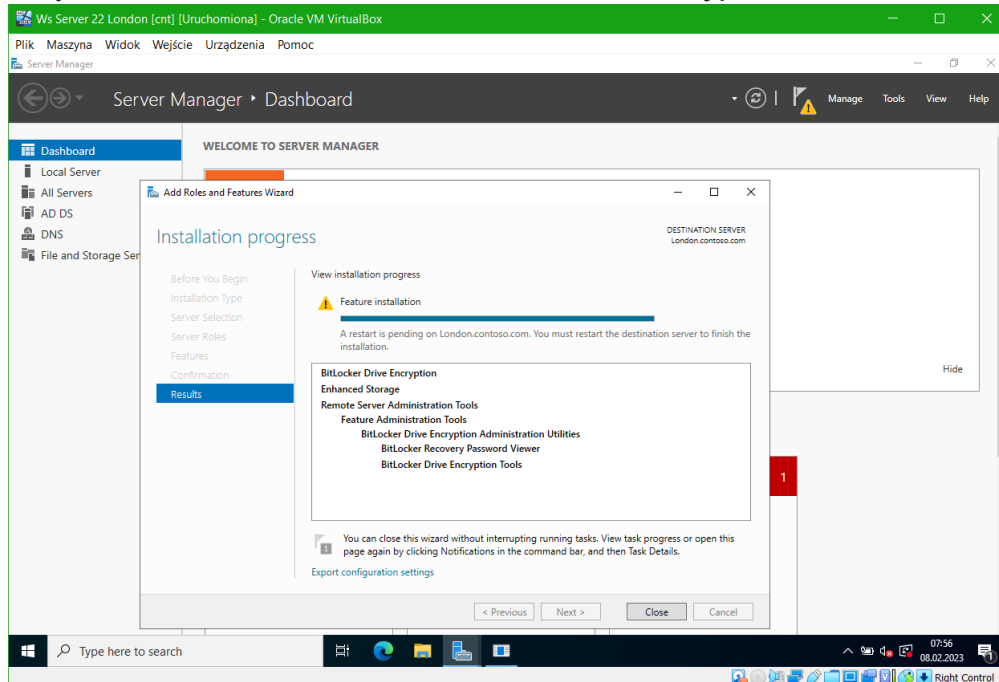 Ws Server 22 London [cnt] [Uruchomiona] - Oracle VM VirtualBox
Plik Maszyna Widok Wejście Urządzenia Pomoc
Server Manager
Server Manager Dashboard
Manage Tools View Help
Dashboard
Local Server
All Servers
AD DS
DNS
File and Storage Ser
WELCOME TO SERVER MANAGER
Add Roles and Features Wizard
Installation progress
DESTINATION SERVER
London.contoso.com
Before You Begin
Installation Type
Server Selection
Server Roles
Features
Confirmation
Results
View installation progress
Feature installation
A restart is pending on London.contoso.com. You must restart the destination server to finish the
installation.
BitLocker Drive Encryption
Enhanced Storage
Remote Server Administration Tools
Feature Administration Tools
BitLocker Drive Encryption Administration Utilities
BitLocker Recovery Password Viewer
BitLocker Drive Encryption Tools
1
You can close this wizard without interrupting running tasks. View task progress or open this
page again by clicking Notifications in the command bar, and then Task Details.
Export configuration settings
< Previous Next > Close Cancel
Hide
1
Type here to search
07:56
08.02.2023
1
Right Control